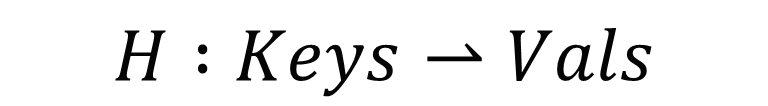 H : Keys ⇀ Vals